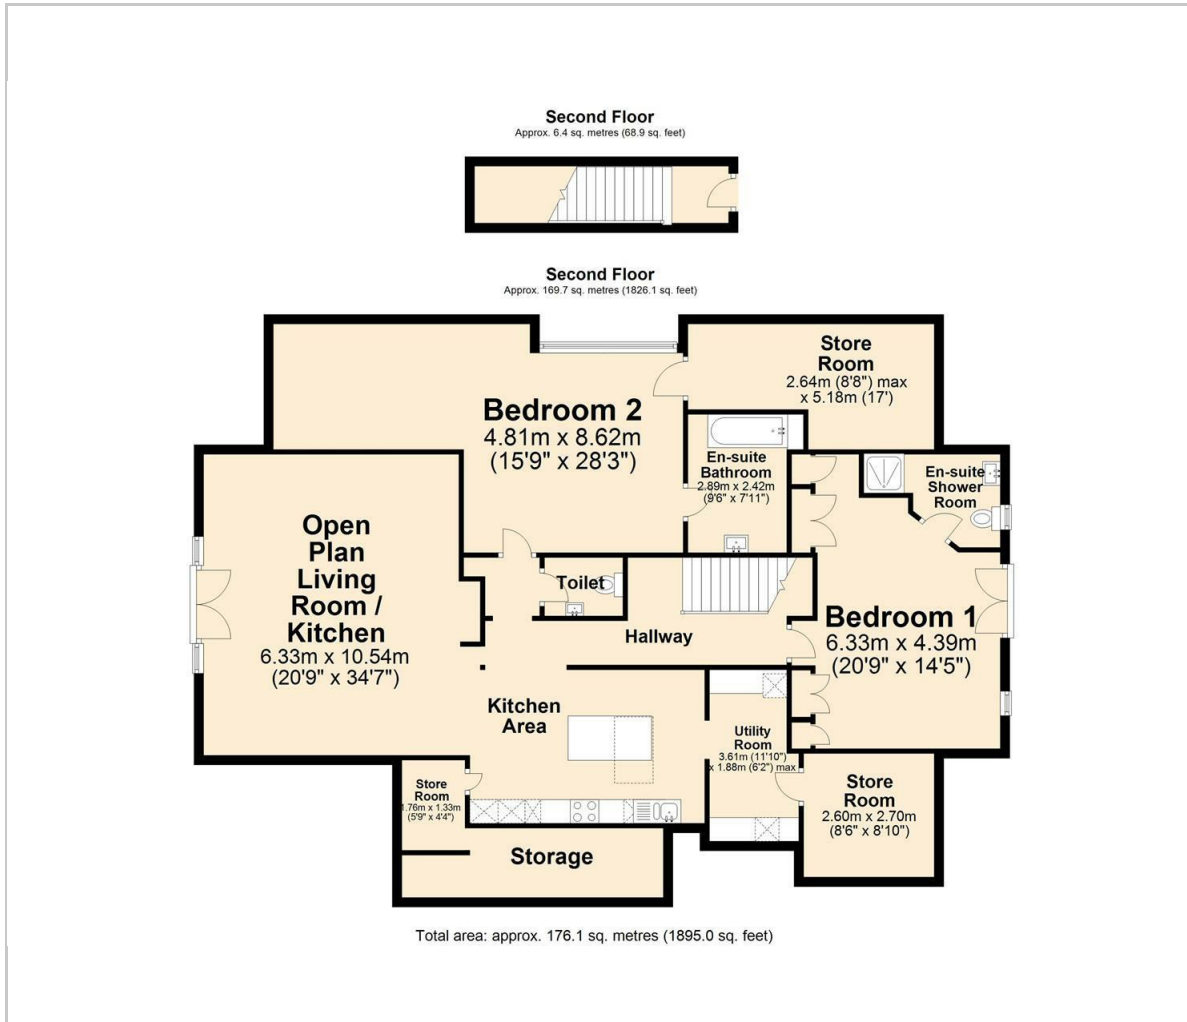 Second Floor
Approx. 6.4 sq. metres (68.9 sq. feet)
Second Floor
Approx. 169.7 sq. metres (1826.1 sq. feet)
Store
Room
2.64m (8'8") max
x 5.18m (17')
Bedroom 2
4.81m x 8.62m
(15'9" x 28'3")
En-suite
Bathroom
2.89m x 2.42m
(9'6" x 7'11")
En-suite
Shower
Room
Open
Plan
Living
Room /
Kitchen
6.33m x 10.54m
(20'9" x 34'7")
Toilet
Hallway
Bedroom 1
6.33m x 4.39m
(20'9" x 14'5")
Kitchen
Area
Utility
Room
3.61m (11'10")
x 1.88m (6'2") max
Store
Room
1.76m x 1.33m
(5'9" x 4'4")
Store
Room
2.60m x 2.70m
(8'6" x 8'10")
Storage
Total area: approx. 176.1 sq. metres (1895.0 sq. feet)